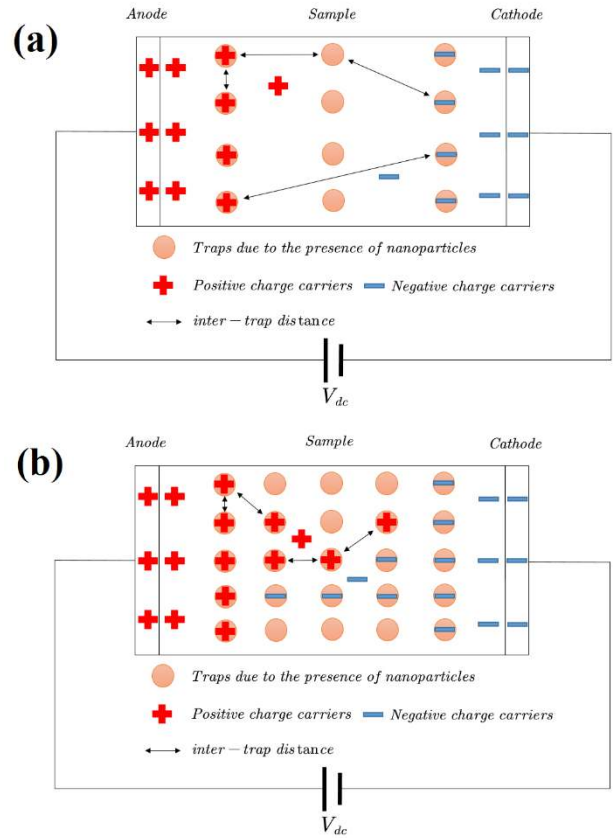 (a)
Anode Sample Cathode
Traps due to the presence of nanoparticles
Positive charge carriers Negative charge carriers
inter – trap distance
Vdc
(b)
Anode Sample Cathode
Traps due to the presence of nanoparticles
Positive charge carriers Negative charge carriers
inter – trap distance
Vdc